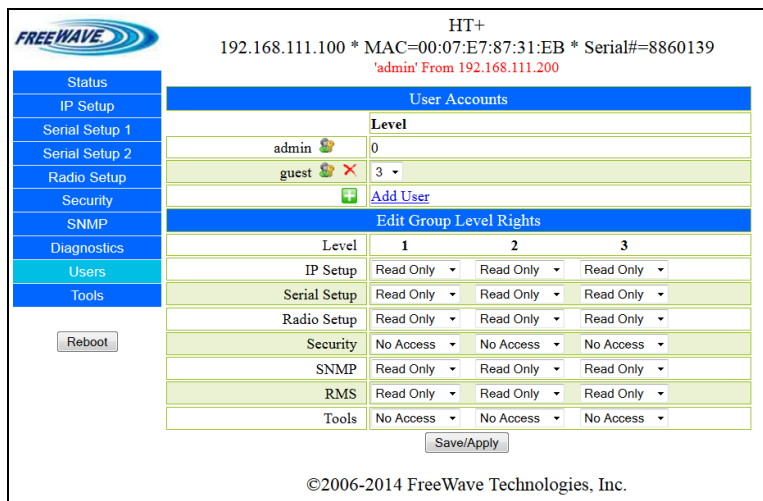 FREEWAVE
HT+
192.168.111.100 * MAC=00:07:E7:87:31:EB * Serial#=8860139
'admin' From 192.168.111.200
Status
IP Setup
Serial Setup 1
Serial Setup 2
Radio Setup
Security
SNMP
Diagnostics
Users
Tools
Reboot
User Accounts
Level
admin 0
guest 3
Add User
Edit Group Level Rights
Level 1 2 3
IP Setup Read Only Read Only Read Only
Serial Setup Read Only Read Only Read Only
Radio Setup Read Only Read Only Read Only
Security No Access No Access No Access
SNMP Read Only Read Only Read Only
RMS Read Only Read Only Read Only
Tools No Access No Access No Access
Save/Apply
©2006-2014 FreeWave Technologies, Inc.